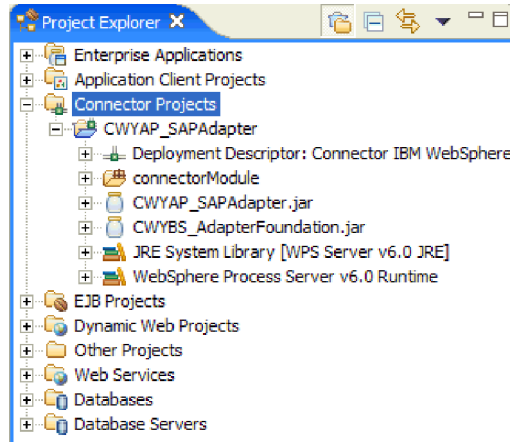 Project Explorer
Enterprise Applications
Application Client Projects
Connector Projects
CWYAP_SAPAdapter
Deployment Descriptor: Connector IBM WebSphere
connectorModule
CWYAP_SAPAdapter.jar
CWYBS_AdapterFoundation.jar
JRE System Library [WPS Server v6.0 JRE]
WebSphere Process Server v6.0 Runtime
EJB Projects
Dynamic Web Projects
Other Projects
Web Services
Databases
Database Servers